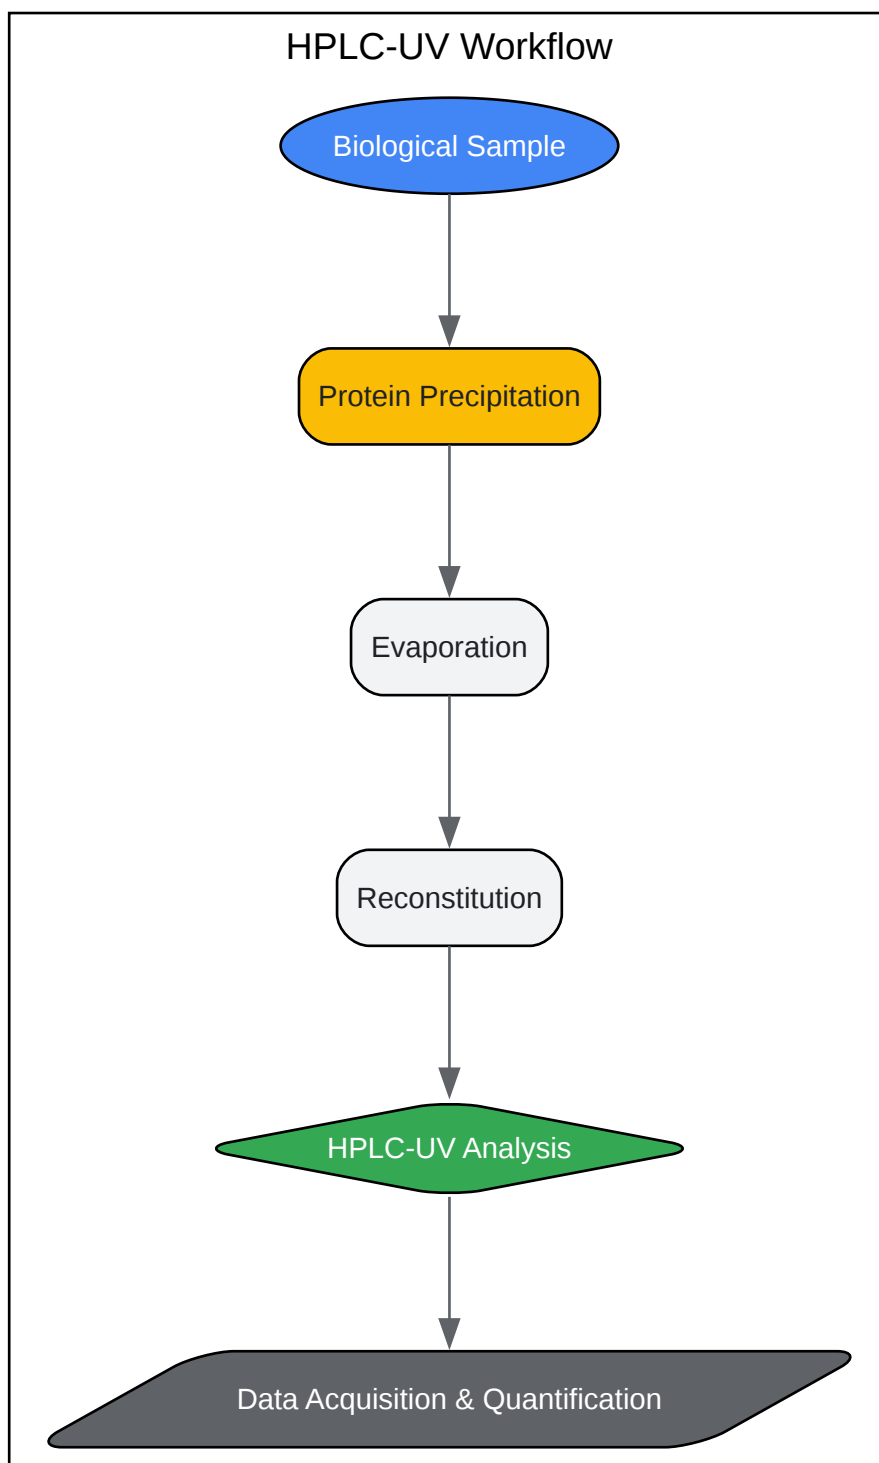 HPLC-UV Workflow
Biological Sample
Protein Precipitation
Evaporation
Reconstitution
HPLC-UV Analysis
Data Acquisition & Quantification